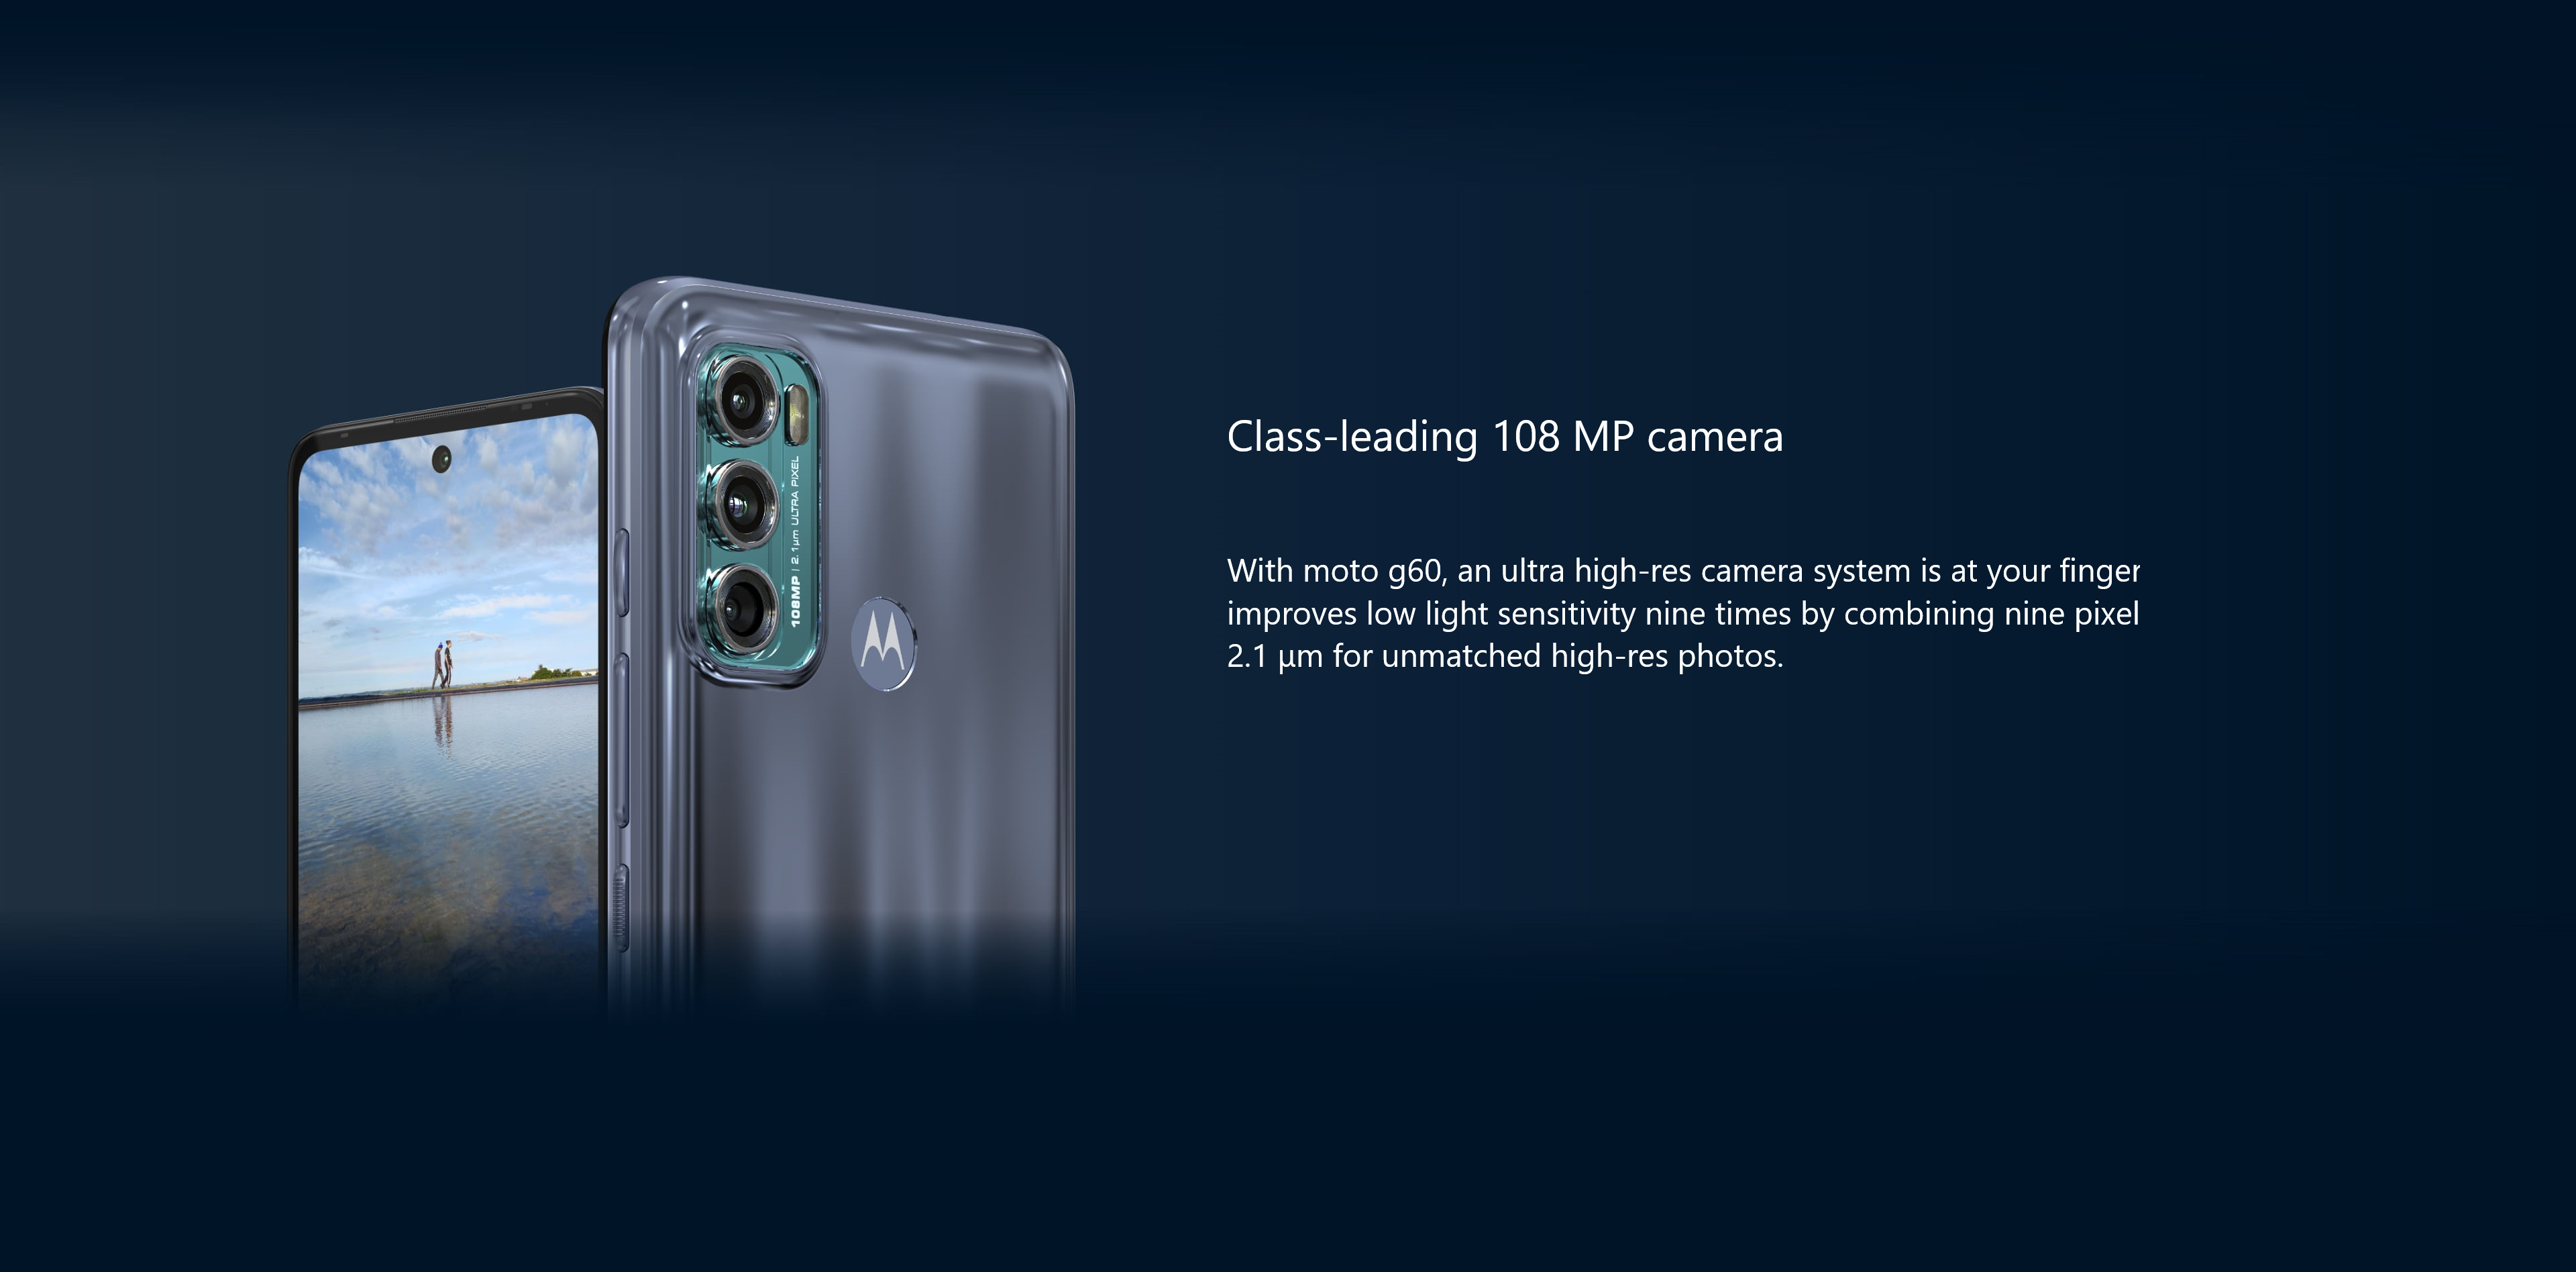 Class-leading 108 MP camera
With moto g60, an ultra high-res camera system is at your finger
improves low light sensitivity nine times by combining nine pixel
2.1 μm for unmatched high-res photos.
108MP | 2.1μm ULTRA PIXEL